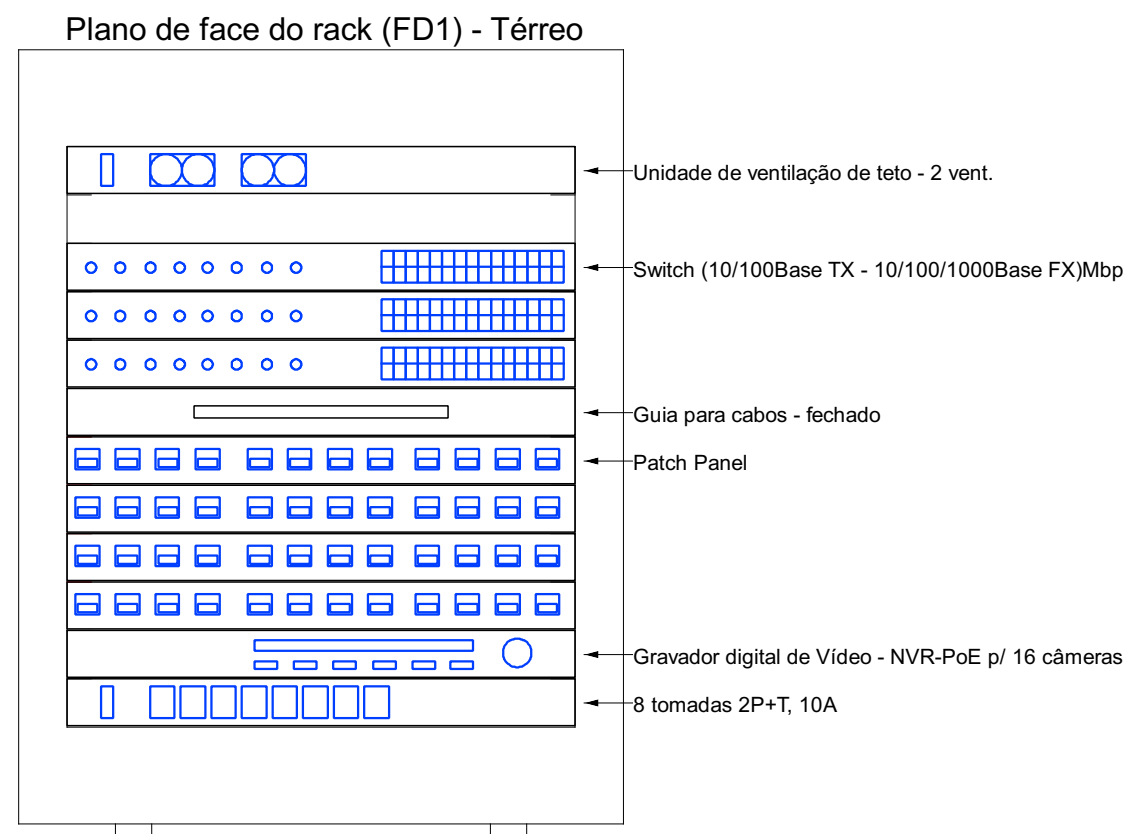 Plano de face do rack (FD1) - Térreo
Unidade de ventilação de teto - 2 vent.
Switch (10/100Base TX - 10/100/1000Base FX)Mbp
Guia para cabos - fechado
Patch Panel
Gravador digital de Vídeo - NVR-PoE p/ 16 câmeras
8 tomadas 2P+T, 10A